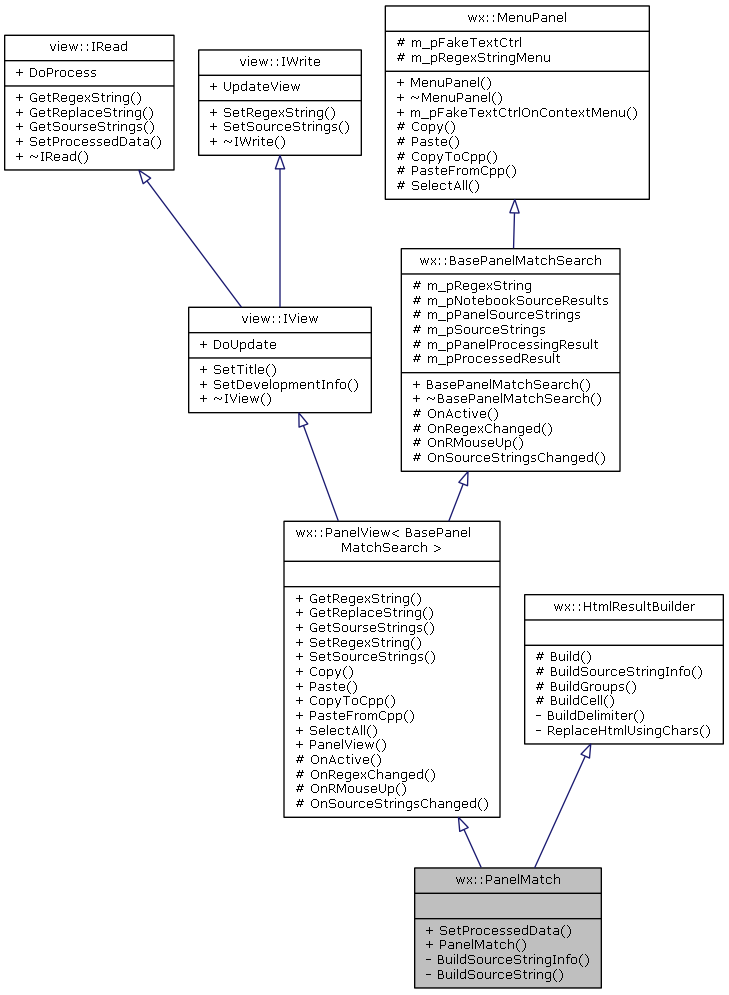 wx::MenuPanel
# m_pFakeTextCtrl
# m_pRegexStringMenu
+ MenuPanel()
+ ~MenuPanel()
+ m_pFakeTextCtrlOnContextMenu()
# Copy()
# Paste()
# CopyToCpp()
# PasteFromCpp()
# SelectAll()
view::IRead
+ DoProcess
+ GetRegexString()
+ GetReplaceString()
+ GetSourseStrings()
+ SetProcessedData()
+ ~IRead()
view::IWrite
+ UpdateView
+ SetRegexString()
+ SetSourceStrings()
+ ~IWrite()
wx::BasePanelMatchSearch
# m_pRegexString
# m_pNotebookSourceResults
# m_pPanelSourceStrings
# m_pSourceStrings
# m_pPanelProcessingResult
# m_pProcessedResult
+ BasePanelMatchSearch()
+ ~BasePanelMatchSearch()
# OnActive()
# OnRegexChanged()
# OnRMouseUp()
# OnSourceStringsChanged()
view::IView
+ DoUpdate
+ SetTitle()
+ SetDevelopmentInfo()
+ ~IView()
wx::PanelView< BasePanel
MatchSearch >
+ GetRegexString()
+ GetReplaceString()
+ GetSourseStrings()
+ SetRegexString()
+ SetSourceStrings()
+ Copy()
+ Paste()
+ CopyToCpp()
+ PasteFromCpp()
+ SelectAll()
+ PanelView()
# OnActive()
# OnRegexChanged()
# OnRMouseUp()
# OnSourceStringsChanged()
wx::HtmlResultBuilder
# Build()
# BuildSourceStringInfo()
# BuildGroups()
# BuildCell()
- BuildDelimiter()
- ReplaceHtmlUsingChars()
wx::PanelMatch
+ SetProcessedData()
+ PanelMatch()
- BuildSourceStringInfo()
- BuildSourceString()